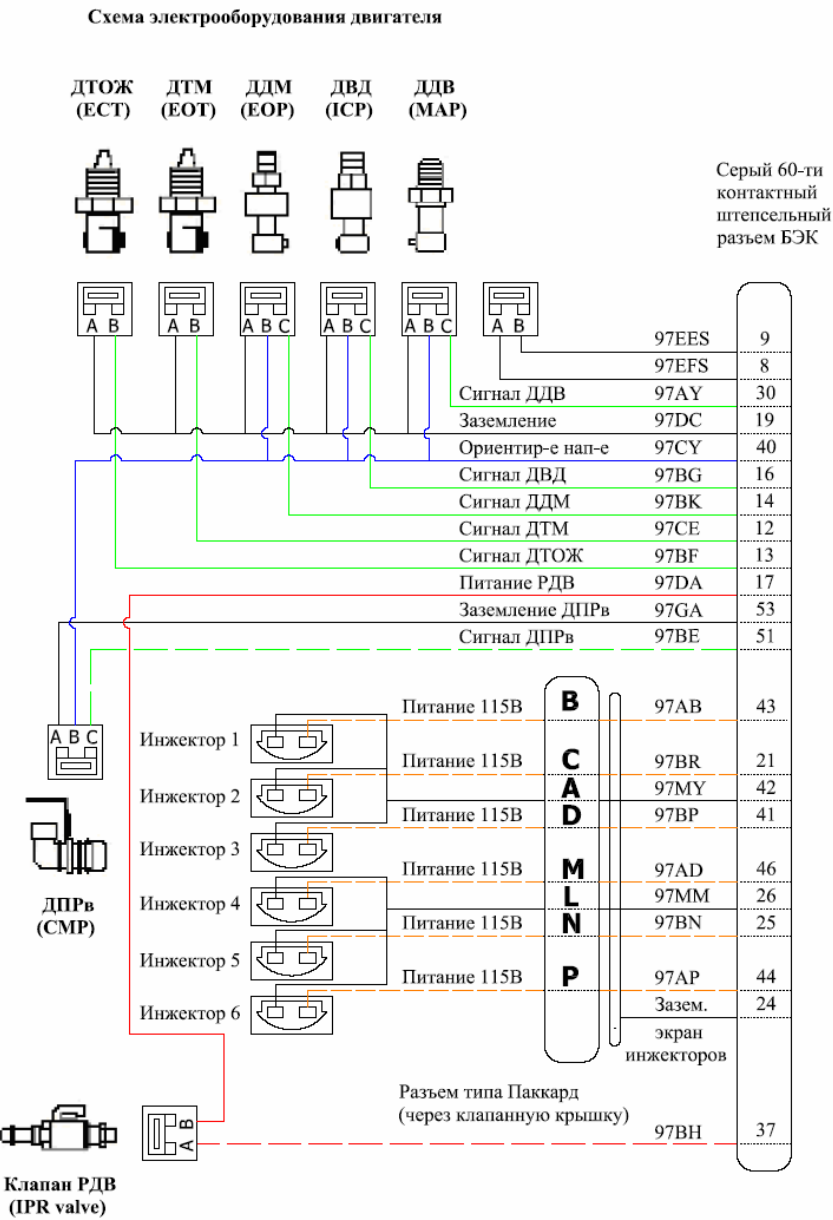 Схема электрооборудования двигателя
ДТОЖ ДТМ ДДМ ДВД ДДВ
(ECT) (EOT) (EOP) (ICP) (MAP)
Серый 60-ти
контактный
штепсельный
разъем БЭК
A B A B A B C A B C A B C A B
97EES 9
97EFS 8
Сигнал ДДВ 97AY 30
Заземление 97DC 19
Ориентир-е нап-е 97CY 40
Сигнал ДВД 97BG 16
Сигнал ДДМ 97BK 14
Сигнал ДТМ 97CE 12
Сигнал ДТОЖ 97BF 13
Питание РДВ 97DA 17
Заземление ДПРв 97GA 53
Сигнал ДПРв 97BE 51
A B C
ДПРв
(CMP)
Инжектор 1 Питание 115В B 97AB 43
Инжектор 2 Питание 115В C 97BR 21
A 97MY 42
Инжектор 3 Питание 115В D 97BP 41
Инжектор 4 Питание 115В M 97AD 46
L 97MM 26
Инжектор 5 Питание 115В N 97BN 25
Инжектор 6 Питание 115В P 97AP 44
Зазем. 24
экран
инжекторов
Разъем типа Паккард
(через клапанную крышку)
97BH 37
B
A
Клапан РДВ
(IPR valve)